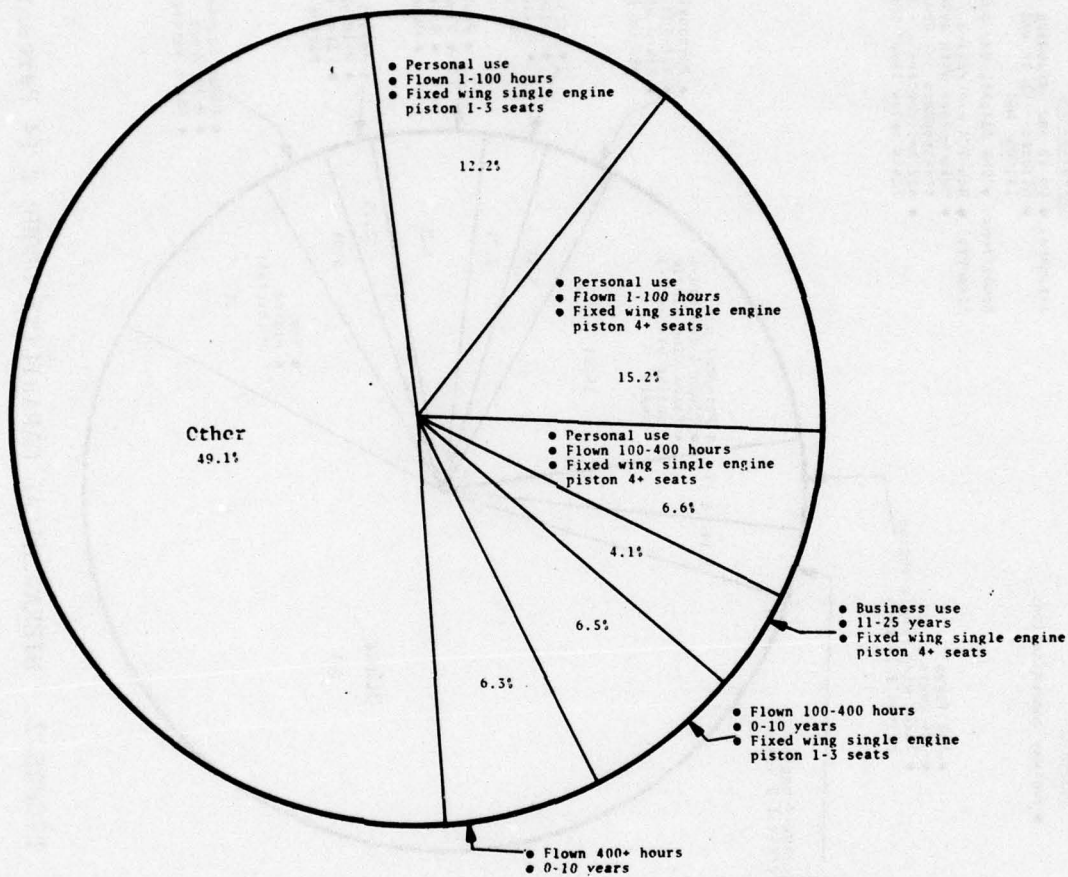 ● Personal use
● Flown 1-100 hours
● Fixed wing single engine
piston 1-3 seats
12.2%
● Personal use
● Flown 1-100 hours
● Fixed wing single engine
piston 4+ seats
15.2%
Other
49.1%
● Personal use
● Flown 100-400 hours
● Fixed wing single engine
piston 4+ seats
6.6%
4.1%
● Business use
● 11-25 years
● Fixed wing single engine
piston 4+ seats
6.5%
6.3%
● Flown 100-400 hours
● 0-10 years
● Fixed wing single engine
piston 1-3 seats
● Flown 400+ hours
● 0-10 years